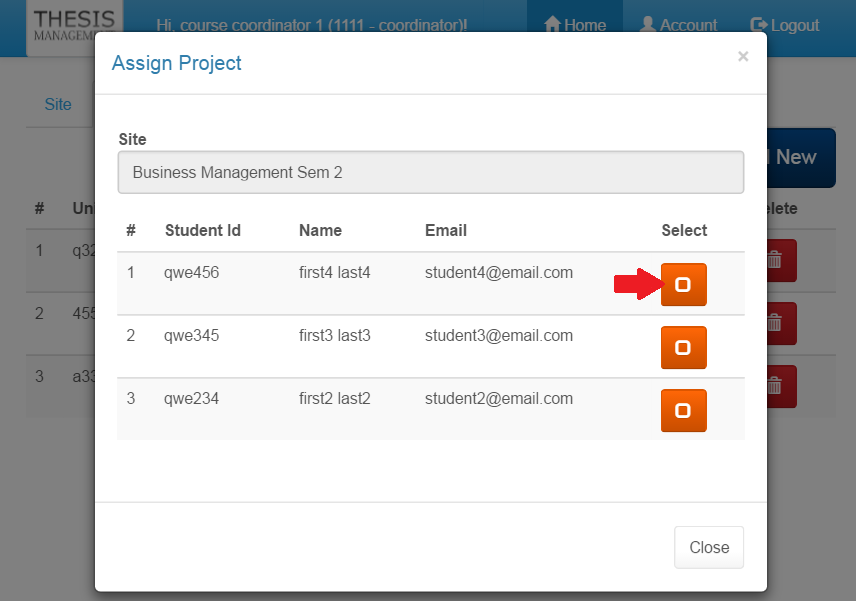 THESIS
MANAGEM
Hi, course coordinator 1 (1111 - coordinator)!
Home
Account
Logout
Assign Project
×
Site
Site
Business Management Sem 2
New
# Uni
# Student Id Name Email Select
1 qwe456 first4 last4 student4@email.com
2 qwe345 first3 last3 student3@email.com
3 qwe234 first2 last2 student2@email.com
1 q32
2 455
3 a33
Close